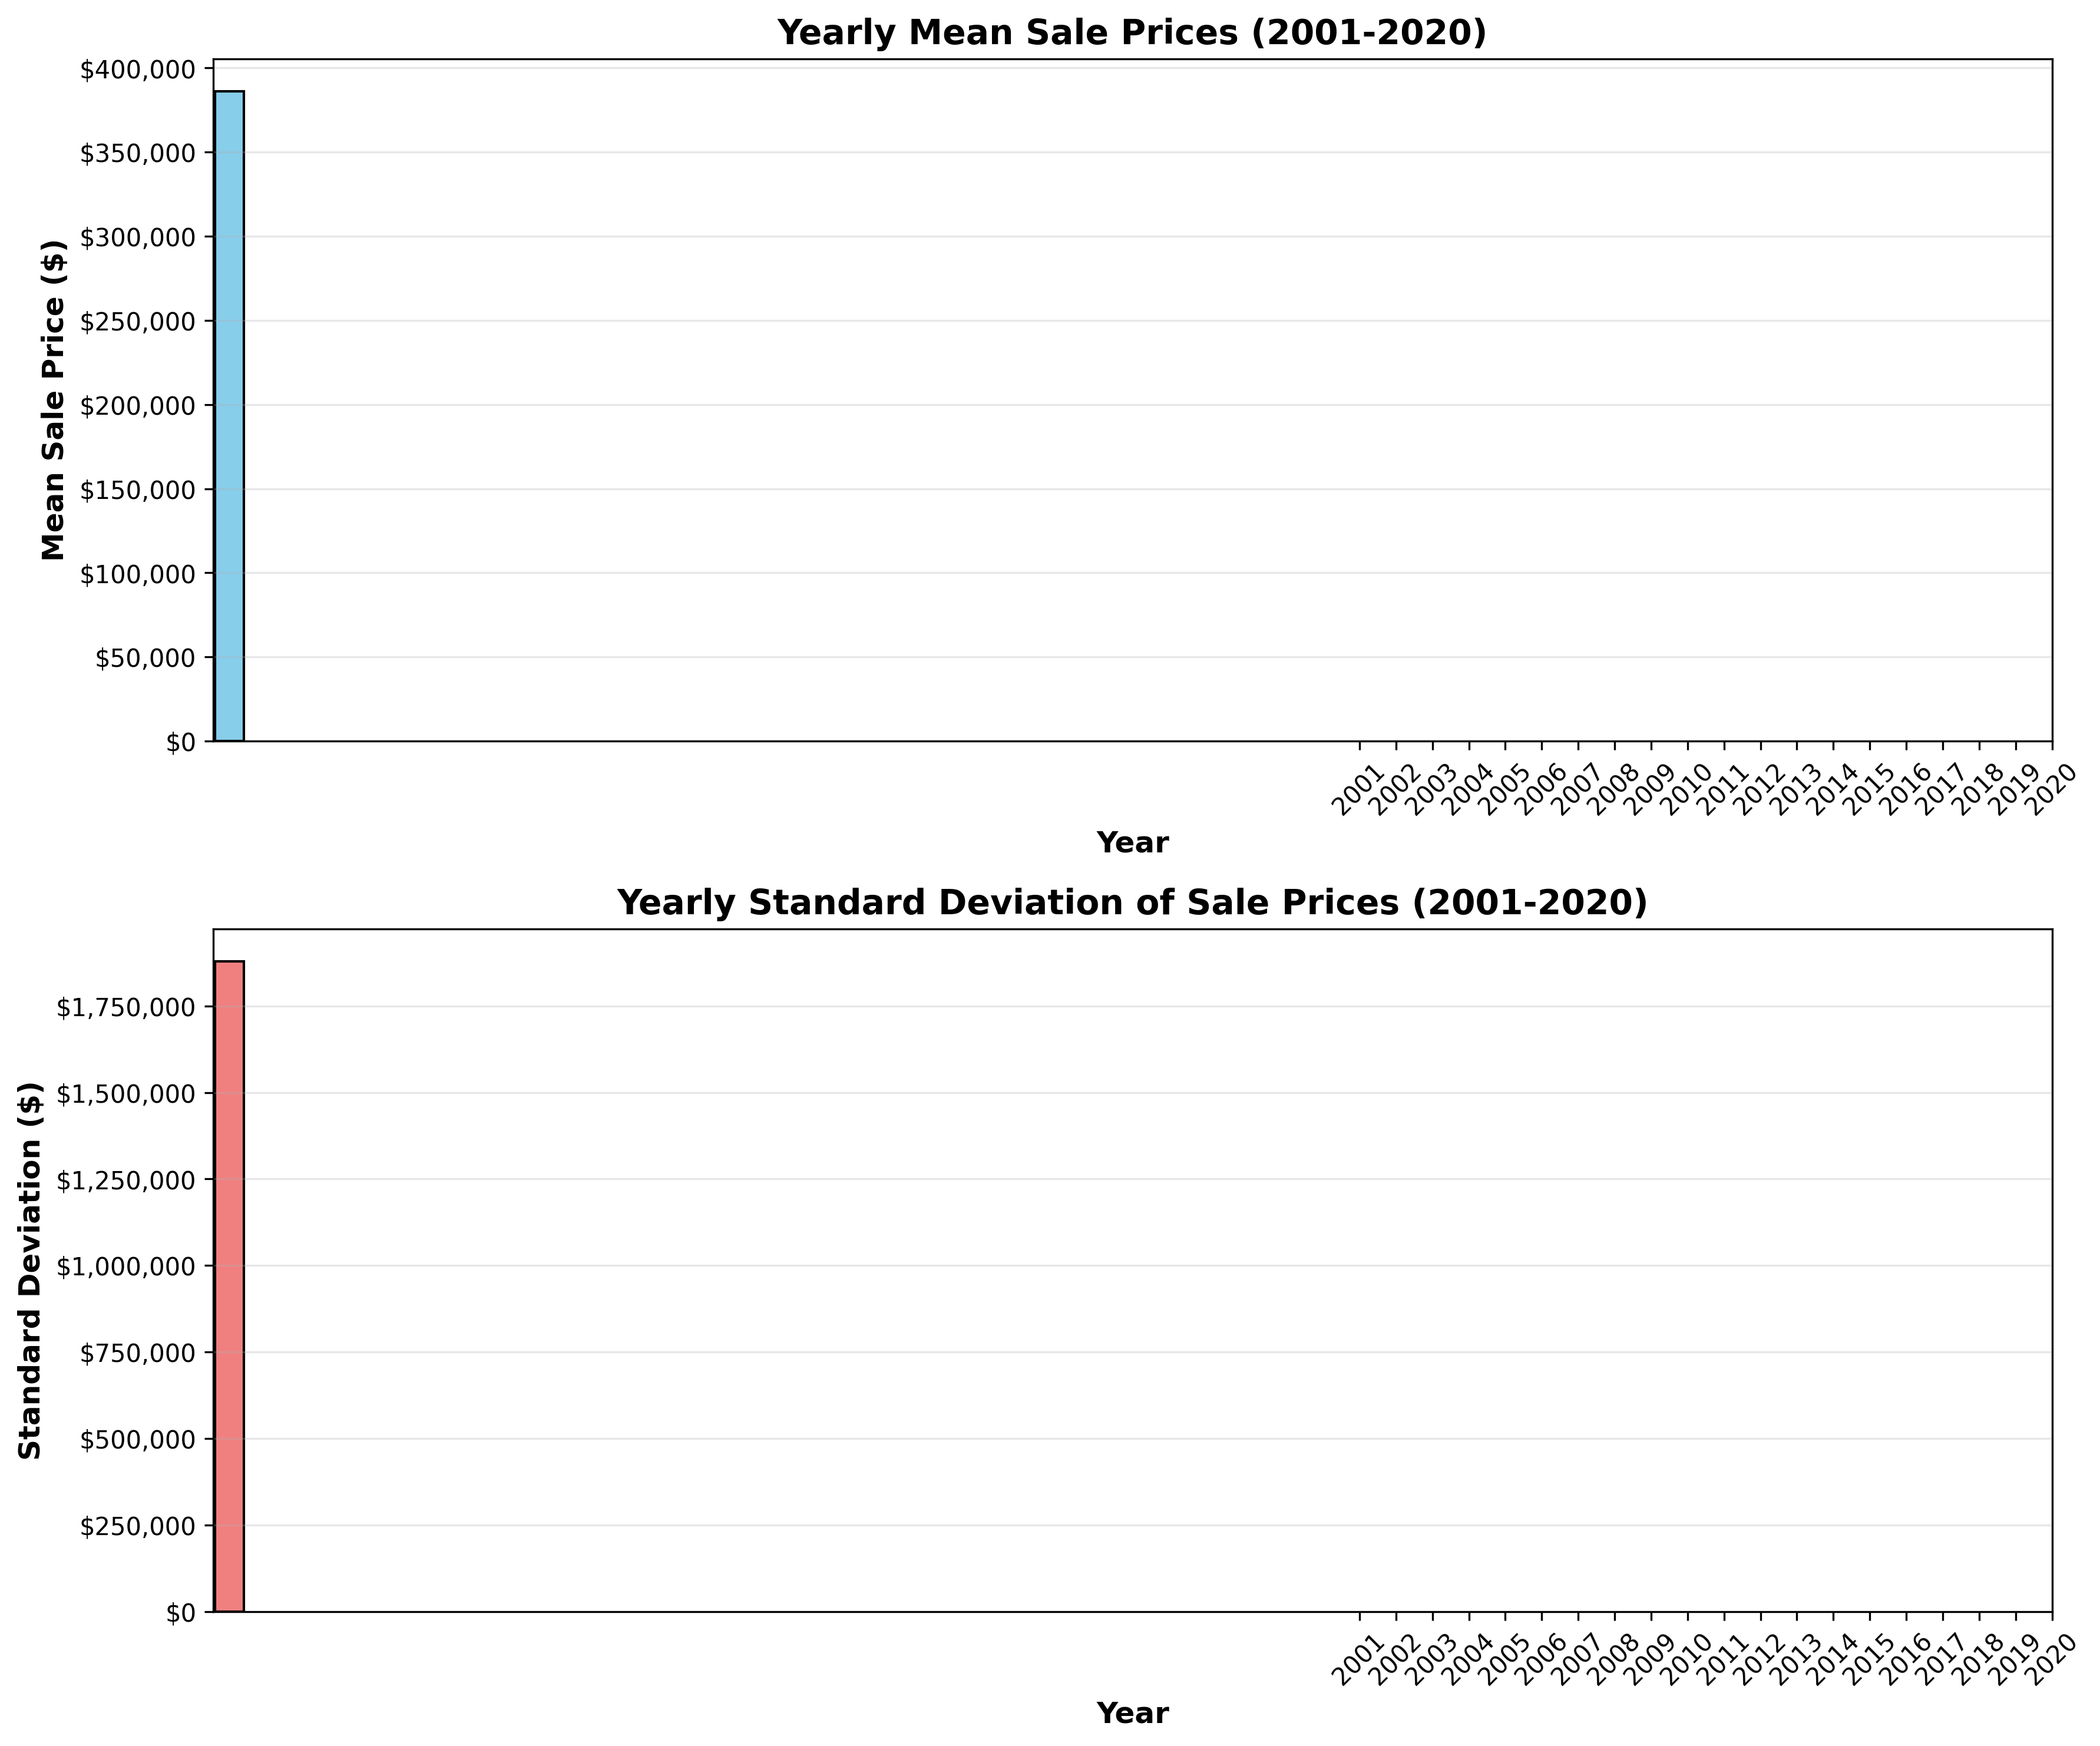 Yearly Mean Sale Prices (2001-2020)
Mean Sale Price ($)
$400,000
$350,000
$300,000
$250,000
$200,000
$150,000
$100,000
$50,000
$0
2001 2002 2003 2004 2005 2006 2007 2008 2009 2010 2011 2012 2013 2014 2015 2016 2017 2018 2019 2020
Year
Yearly Standard Deviation of Sale Prices (2001-2020)
Standard Deviation ($)
$1,750,000
$1,500,000
$1,250,000
$1,000,000
$750,000
$500,000
$250,000
$0
2001 2002 2003 2004 2005 2006 2007 2008 2009 2010 2011 2012 2013 2014 2015 2016 2017 2018 2019 2020
Year